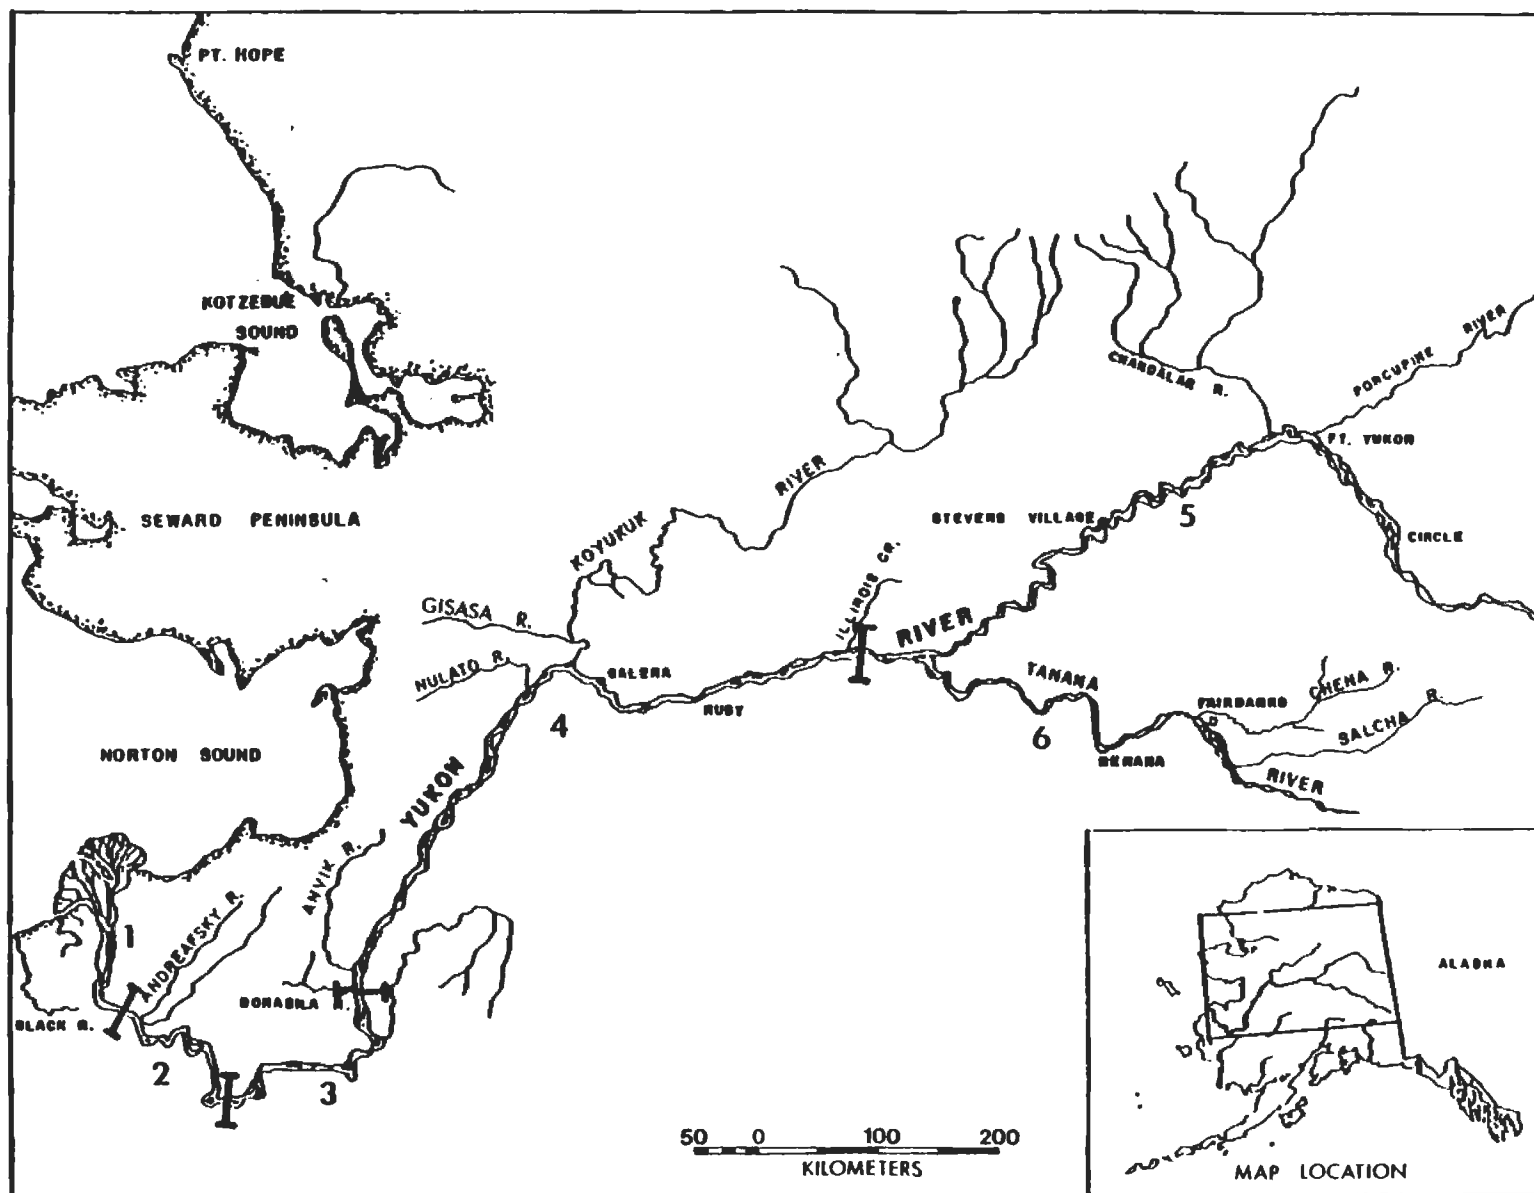 PT. HOPE
KOTZEBUE
SOUND
CHANDALAR R.
PORCUPINE RIVER
FT. YUKON
KOYUKUK RIVER
STEVENS VILLAGE
5
SEWARD PENINSULA
CIRCLE
ILLINOIS CR.
GISASA R.
YUKON RIVER
NULATO R.
GALENA
RUBY
TANANA RIVER
4
6
FAIRBANKS
CHENA R.
SALCHA R.
NENANA
NORTON SOUND
ANVIK R.
ANDREAFSKY R.
1
BONASILA R.
BLACK R.
2
3
50 0 100 200
KILOMETERS
ALASKA
MAP LOCATION